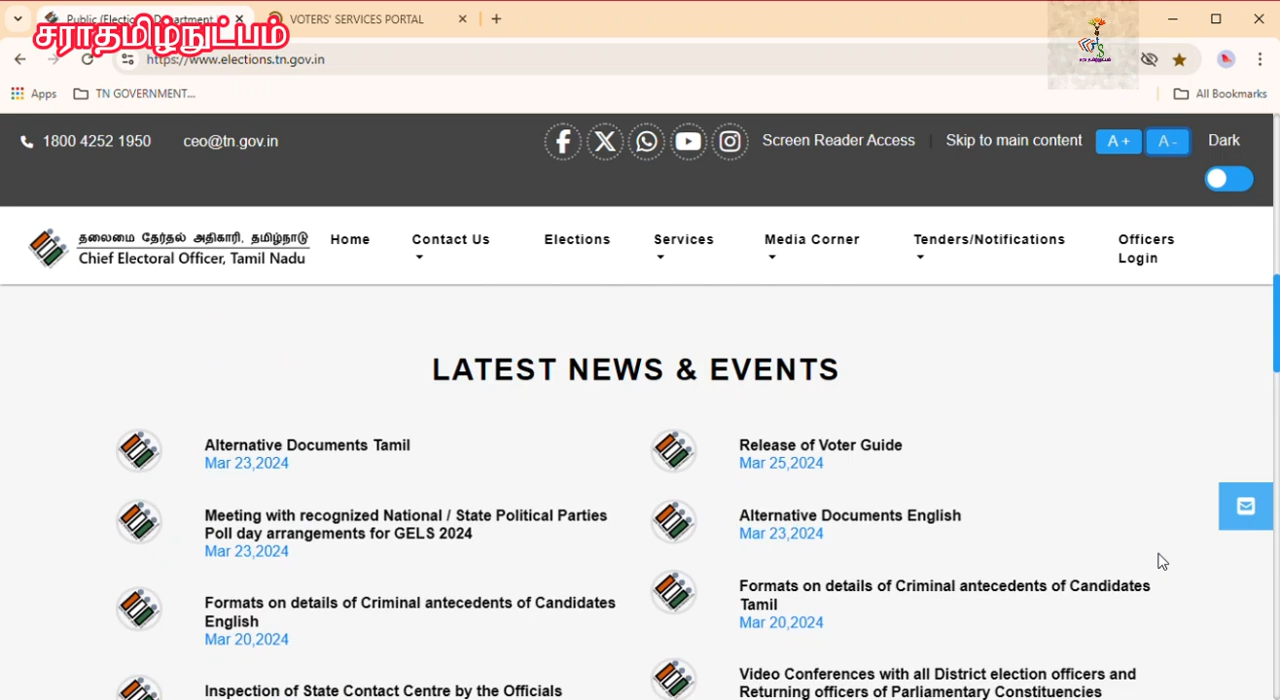 Public (Elections) Department
VOTERS' SERVICES PORTAL
சராதமிழ்நுட்பம்
https://www.elections.tn.gov.in
Apps
TN GOVERNMENT...
All Bookmarks
1800 4252 1950
ceo@tn.gov.in
Screen Reader Access
Skip to main content
A +
A -
Dark
தலைமை தேர்தல் அதிகாரி, தமிழ்நாடு
Chief Electoral Officer, Tamil Nadu
Home
Contact Us
Elections
Services
Media Corner
Tenders/Notifications
Officers
Login
LATEST NEWS & EVENTS
Alternative Documents Tamil
Mar 23,2024
Release of Voter Guide
Mar 25,2024
Meeting with recognized National / State Political Parties
Poll day arrangements for GELS 2024
Mar 23,2024
Alternative Documents English
Mar 23,2024
Formats on details of Criminal antecedents of Candidates
English
Mar 20,2024
Formats on details of Criminal antecedents of Candidates
Tamil
Mar 20,2024
Inspection of State Contact Centre by the Officials
Video Conferences with all District election officers and
Returning officers of Parliamentary Constituencies